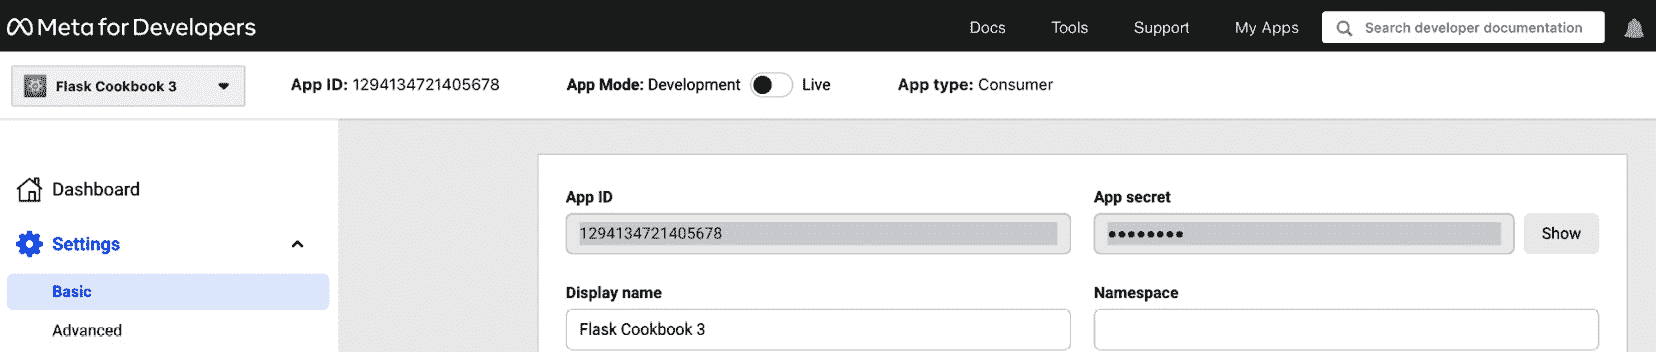 Meta for Developers Docs Tools Support My Apps Search developer documentation
Flask Cookbook 3 App ID: 1294134721405678 App Mode: Development Live App type: Consumer
Dashboard
App ID App secret
1294134721405678 •••••••• Show
Settings
Basic
Display name Namespace
Advanced
Flask Cookbook 3